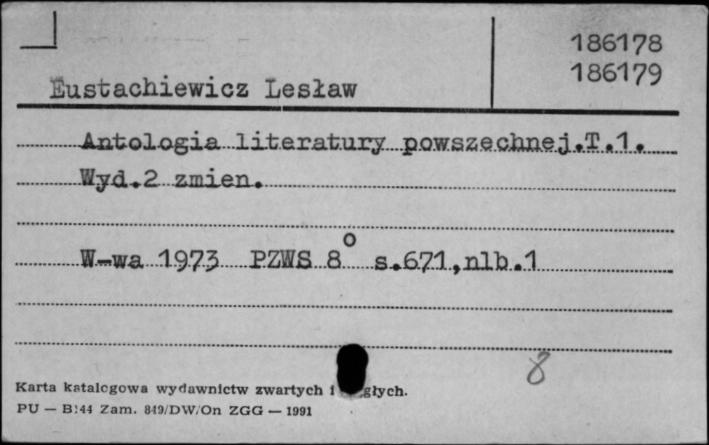 186178
186179
Eustachiewicz Lesław
Antologia literatury powszechnej.T.1.
Wyd.2 zmien.
W-wa 1973 PZWS 8° s.671,nlb.1
8
Karta katalogowa wydawnictw zwartych i głych.
PU — B:44 Zam. 849/DW/On ZGG — 1991